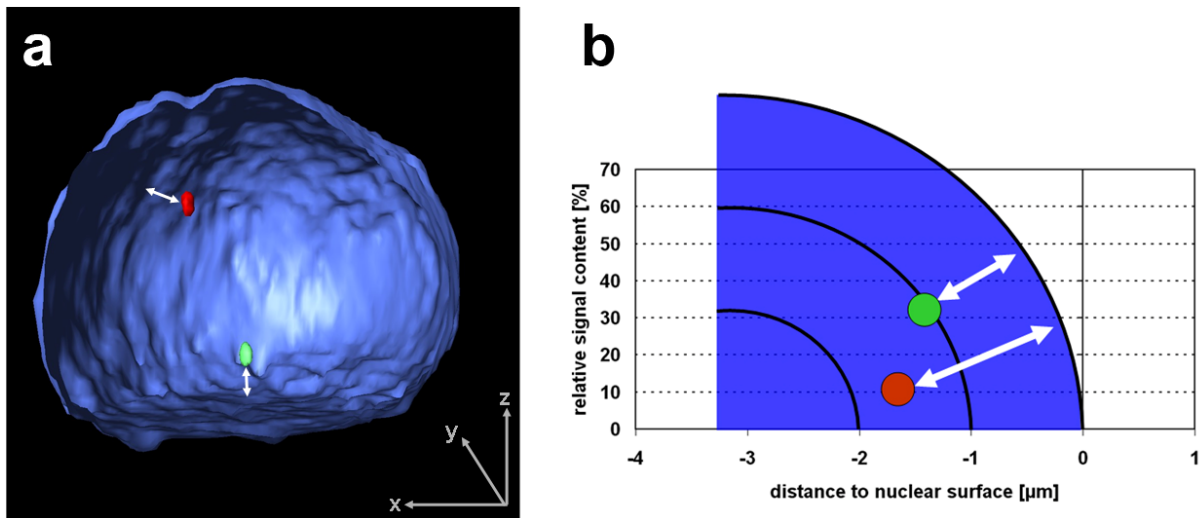 a
z
y
x
b
relative signal content [%]
70
60
50
40
30
20
10
0
-4 -3 -2 -1 0 1
distance to nuclear surface [µm]